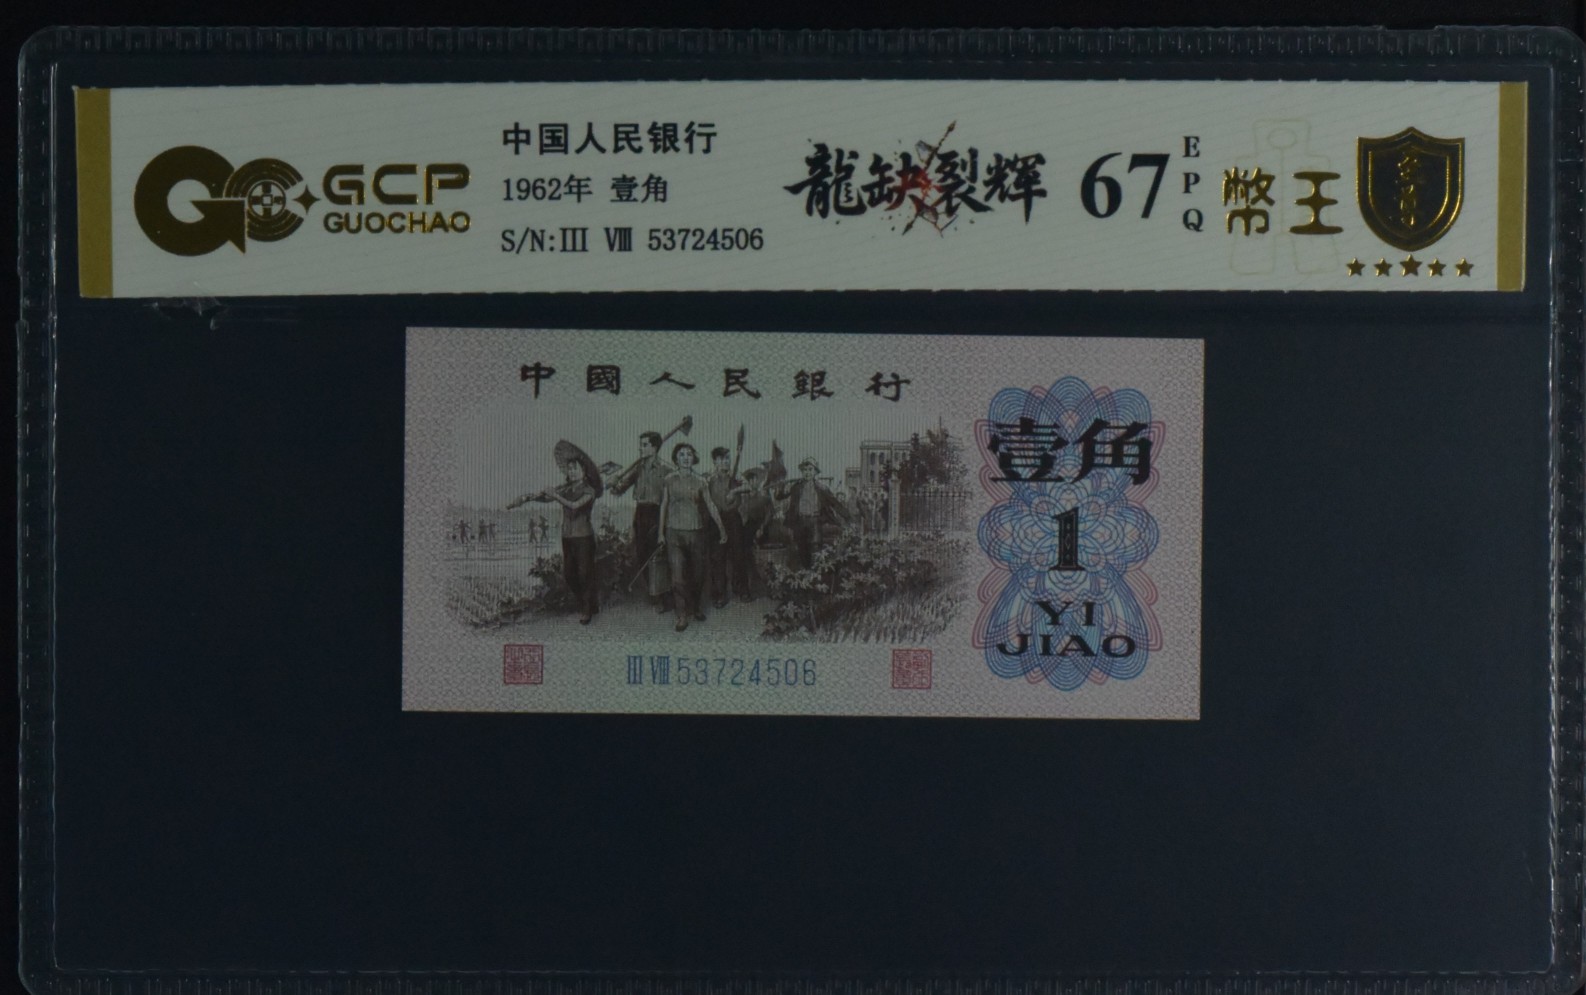 GCP
GUOCHAO
中国人民银行
1962年 壹角
S/N:III VIII 53724506
龍缺裂輝
67
EPQ
幣王
中國人民銀行
壹角
1
YI
JIAO
III VIII 53724506